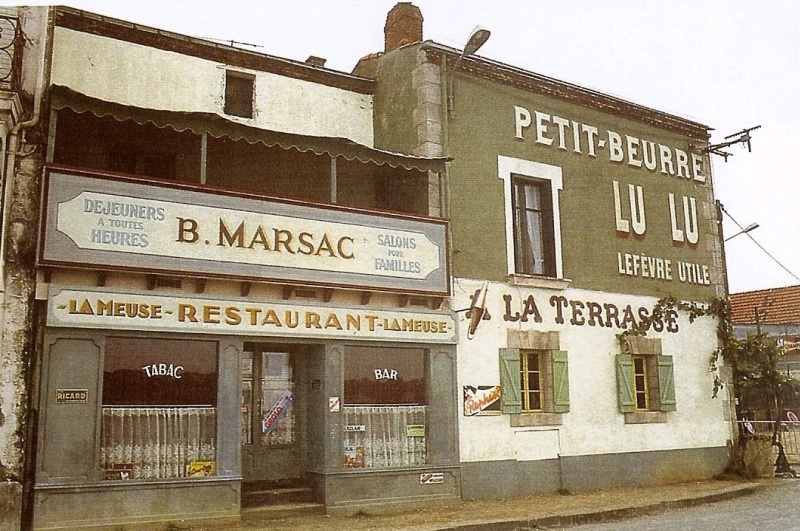 PETIT-BEURRE
LU LU
LEFÈVRE UTILE
DEJEUNERS
A TOUTES
HEURES
B. MARSAC
SALONS
POUR
FAMILLES
LA MEUSE - RESTAURANT - LA MEUSE
A LA TERRASSE
TABAC
BAR
RICARD